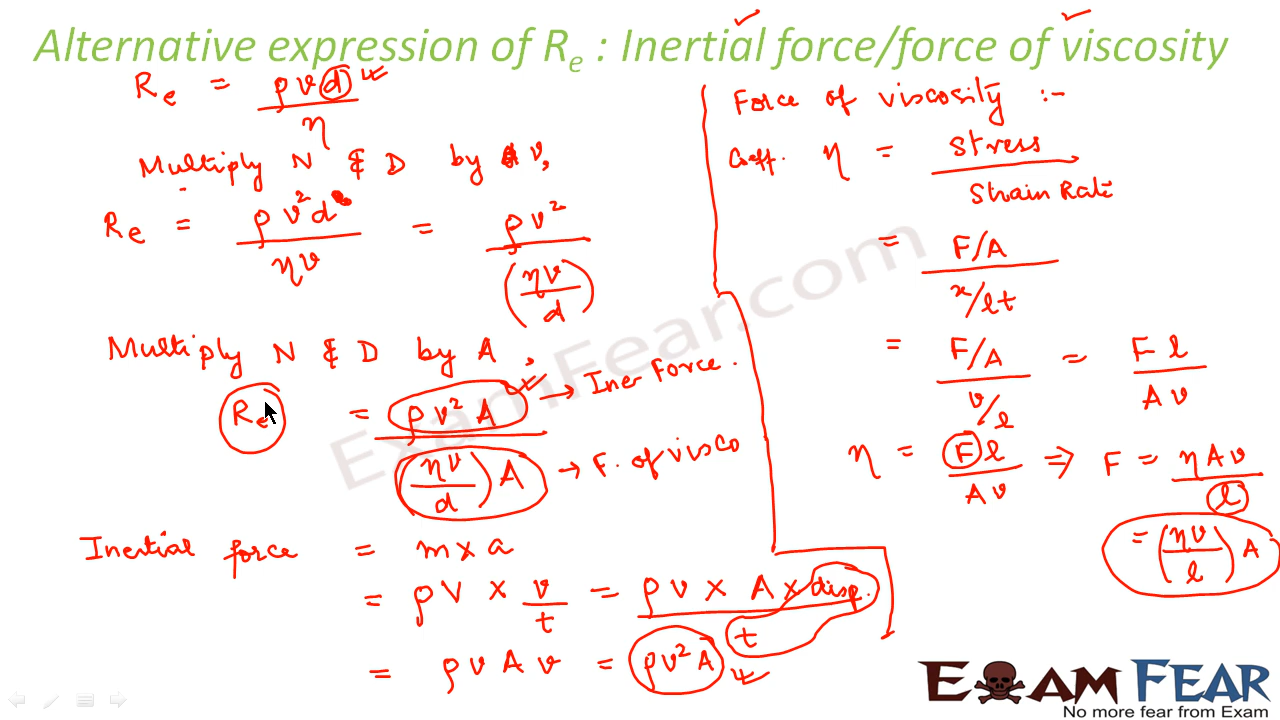 Alternative expression of Re : Inertial force/force of viscosity
Re = ρvd / η
Multiply N & D by v,
Re = ρv²d / ηv = ρv² / (ηv/d)
Multiply N & D by A,
Re = ρv²A / (ηv/d)A
→ Iner Force.
→ F. of visco
Inertial force = m × a
= ρV × v/t = ρv × A × disp. / t
= ρvAv = ρv²A
Force of viscosity :-
Coeff. η = Stress / Strain Rate
= F/A / x/lt
= F/A / v/l = Fl / Av
η = Fl / Av ⇒ F = ηAv / l
= (ηv/l) A
ExamFear.com
EXAM FEAR
No more fear from Exam